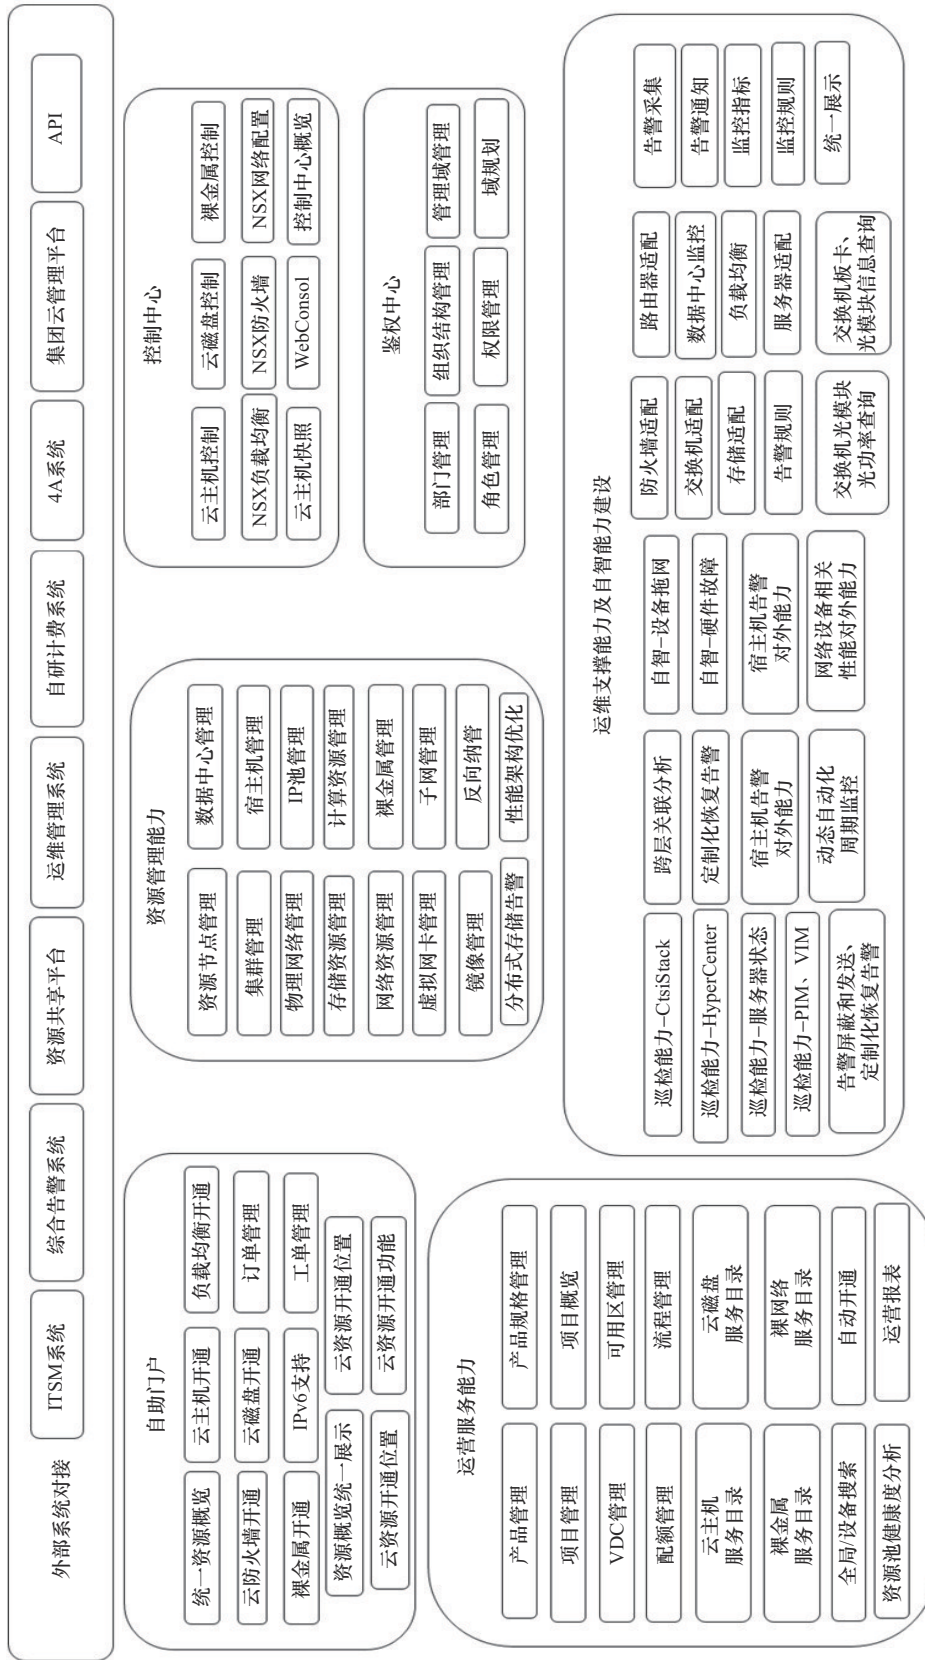 外部系统对接
ITSM系统
综合告警系统
资源共享平台
运维管理系统
自研计费系统
4A系统
集团云管理平台
API
自助门户
统一资源概览
云主机开通
负载均衡开通
云防火墙开通
云磁盘开通
订单管理
裸金属开通
IPv6支持
工单管理
资源概览统一展示
云资源开通位置
云资源开通位置
云资源开通功能
资源管理能力
资源节点管理
数据中心管理
集群管理
宿主机管理
物理网络管理
IP池管理
存储资源管理
计算资源管理
网络资源管理
裸金属管理
虚拟网卡管理
子网管理
镜像管理
反向纳管
分布式存储告警
性能架构优化
控制中心
云主机控制
云磁盘控制
裸金属控制
NSX负载均衡
NSX防火墙
NSX网络配置
云主机快照
WebConsol
控制中心概览
鉴权中心
部门管理
组织结构管理
管理域管理
角色管理
权限管理
域规划
运营服务能力
产品管理
产品规格管理
项目管理
项目概览
VDC管理
可用区管理
配额管理
流程管理
云主机
服务目录
云磁盘
服务目录
裸金属
服务目录
裸网络
服务目录
全局/设备搜索
自动开通
资源池健康度分析
运营报表
运维支撑能力及自智能力建设
巡检能力–CtsiStack
跨层关联分析
自智–设备拖网
防火墙适配
路由器适配
告警采集
巡检能力–HyperCenter
定制化恢复告警
自智–硬件故障
交换机适配
数据中心监控
告警通知
巡检能力–服务器状态
宿主机告警
对外能力
宿主机告警
对外能力
存储适配
负载均衡
监控指标
巡检能力–PIM、VIM
告警规则
服务器适配
监控规则
告警屏蔽和发送、
定制化恢复告警
动态自动化
周期监控
网络设备相关
性能对外能力
交换机光模块
光功率查询
交换机板卡、
光模块信息查询
统一展示